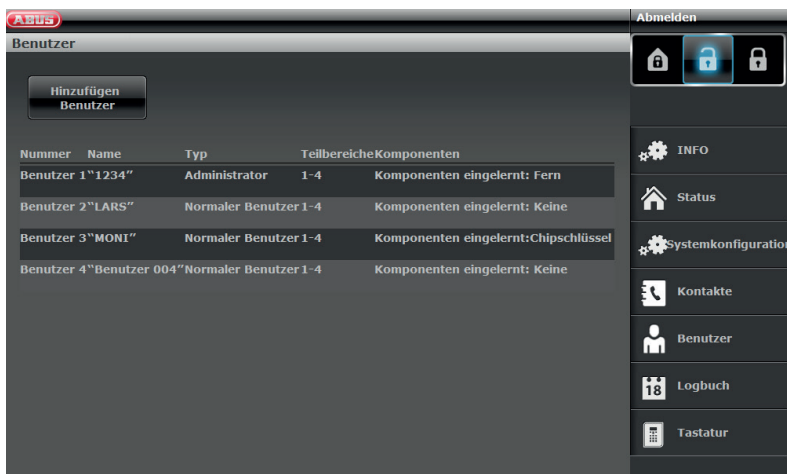 ABUS
Abmelden
Benutzer
Hinzufügen
Benutzer
Nummer Name Typ Teilbereiche Komponenten
Benutzer 1 "1234" Administrator 1-4 Komponenten eingelernt: Fern
Benutzer 2 "LARS" Normaler Benutzer 1-4 Komponenten eingelernt: Keine
Benutzer 3 "MONI" Normaler Benutzer 1-4 Komponenten eingelernt:Chipschlüssel
Benutzer 4 "Benutzer 004" Normaler Benutzer 1-4 Komponenten eingelernt: Keine
INFO
Status
Systemkonfiguration
Kontakte
Benutzer
18
Logbuch
Tastatur